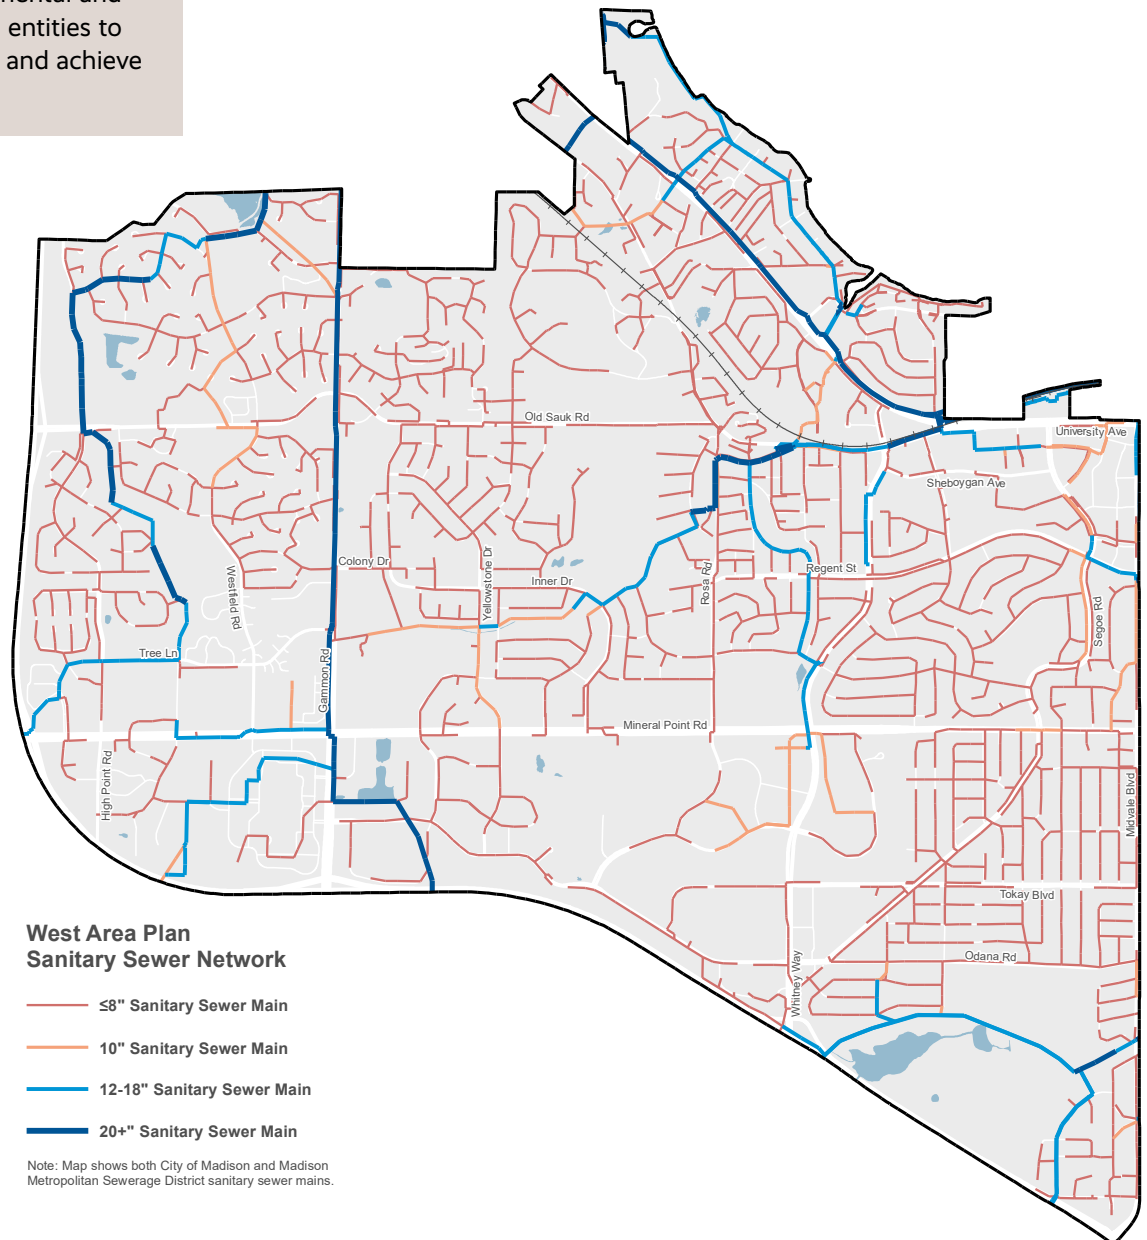 mental and
entities to
and achieve
Old Sauk Rd
University Ave
Sheboygan Ave
Colony Dr
Yellowstone Dr
Inner Dr
Rosa Rd
Regent St
Westfield Rd
Segoe Rd
Tree Ln
Gammon Rd
Mineral Point Rd
High Point Rd
Midvale Blvd
Tokay Blvd
Odana Rd
Whitney Way
West Area Plan
Sanitary Sewer Network
≤8" Sanitary Sewer Main
10" Sanitary Sewer Main
12-18" Sanitary Sewer Main
20+" Sanitary Sewer Main
Note: Map shows both City of Madison and Madison
Metropolitan Sewerage District sanitary sewer mains.